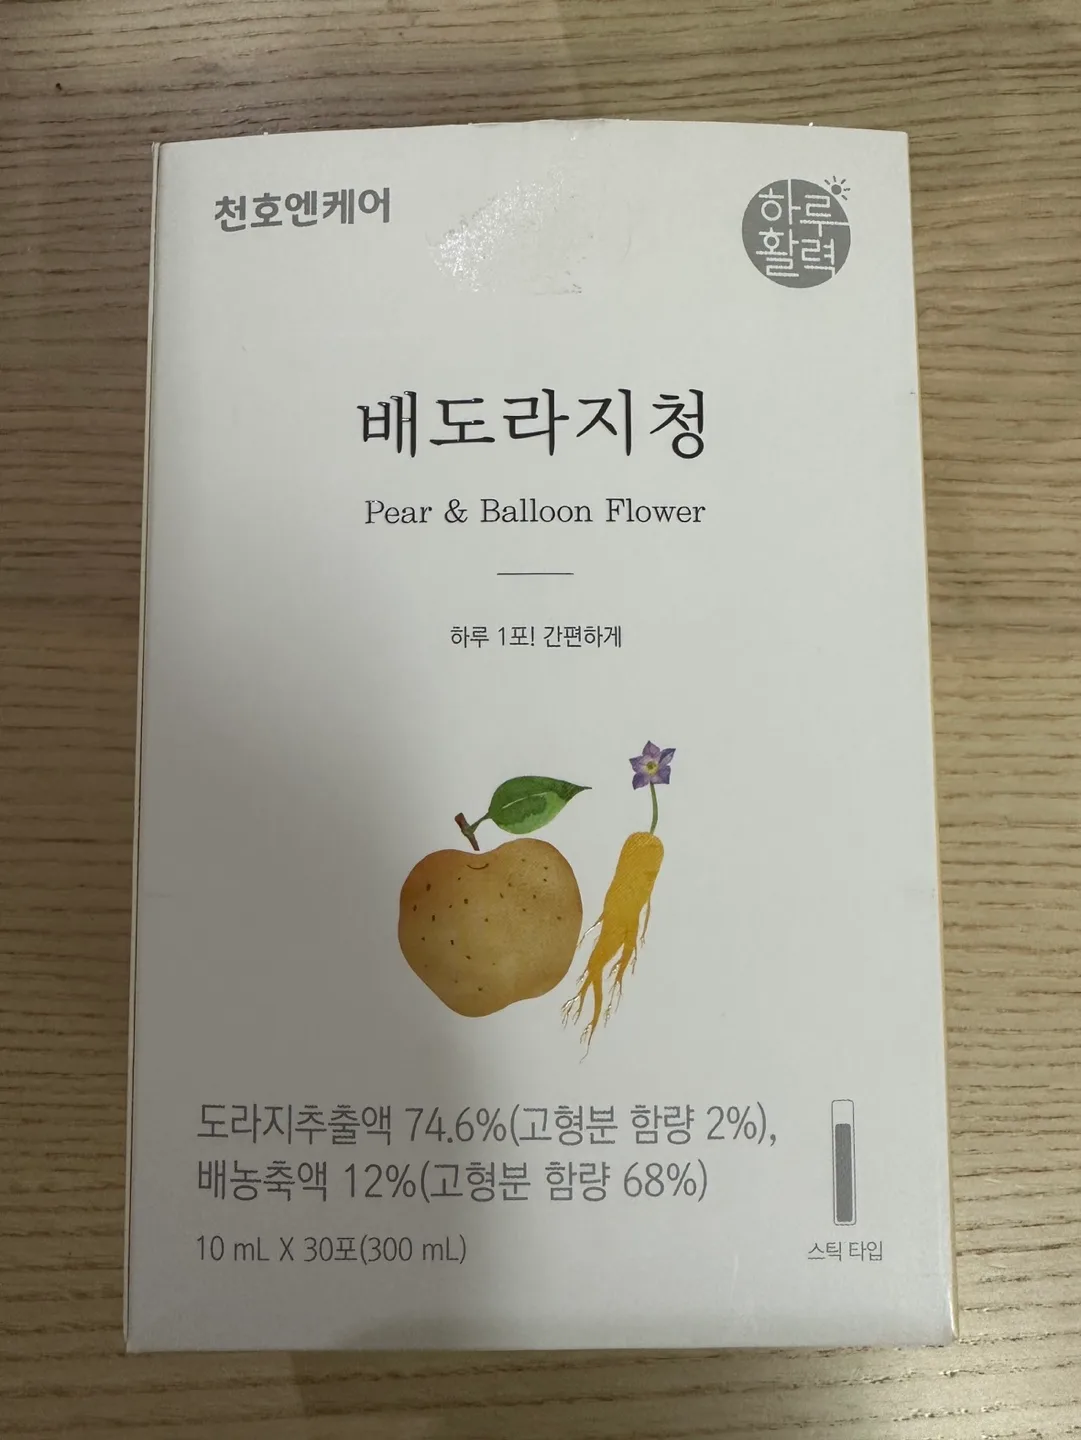 천호엔케어
하루
활력
배도라지청
Pear & Balloon Flower
하루 1포! 간편하게
도라지추출액 74.6%(고형분 함량 2%),
배농축액 12%(고형분 함량 68%)
10 mL X 30포(300 mL)
스틱 타입